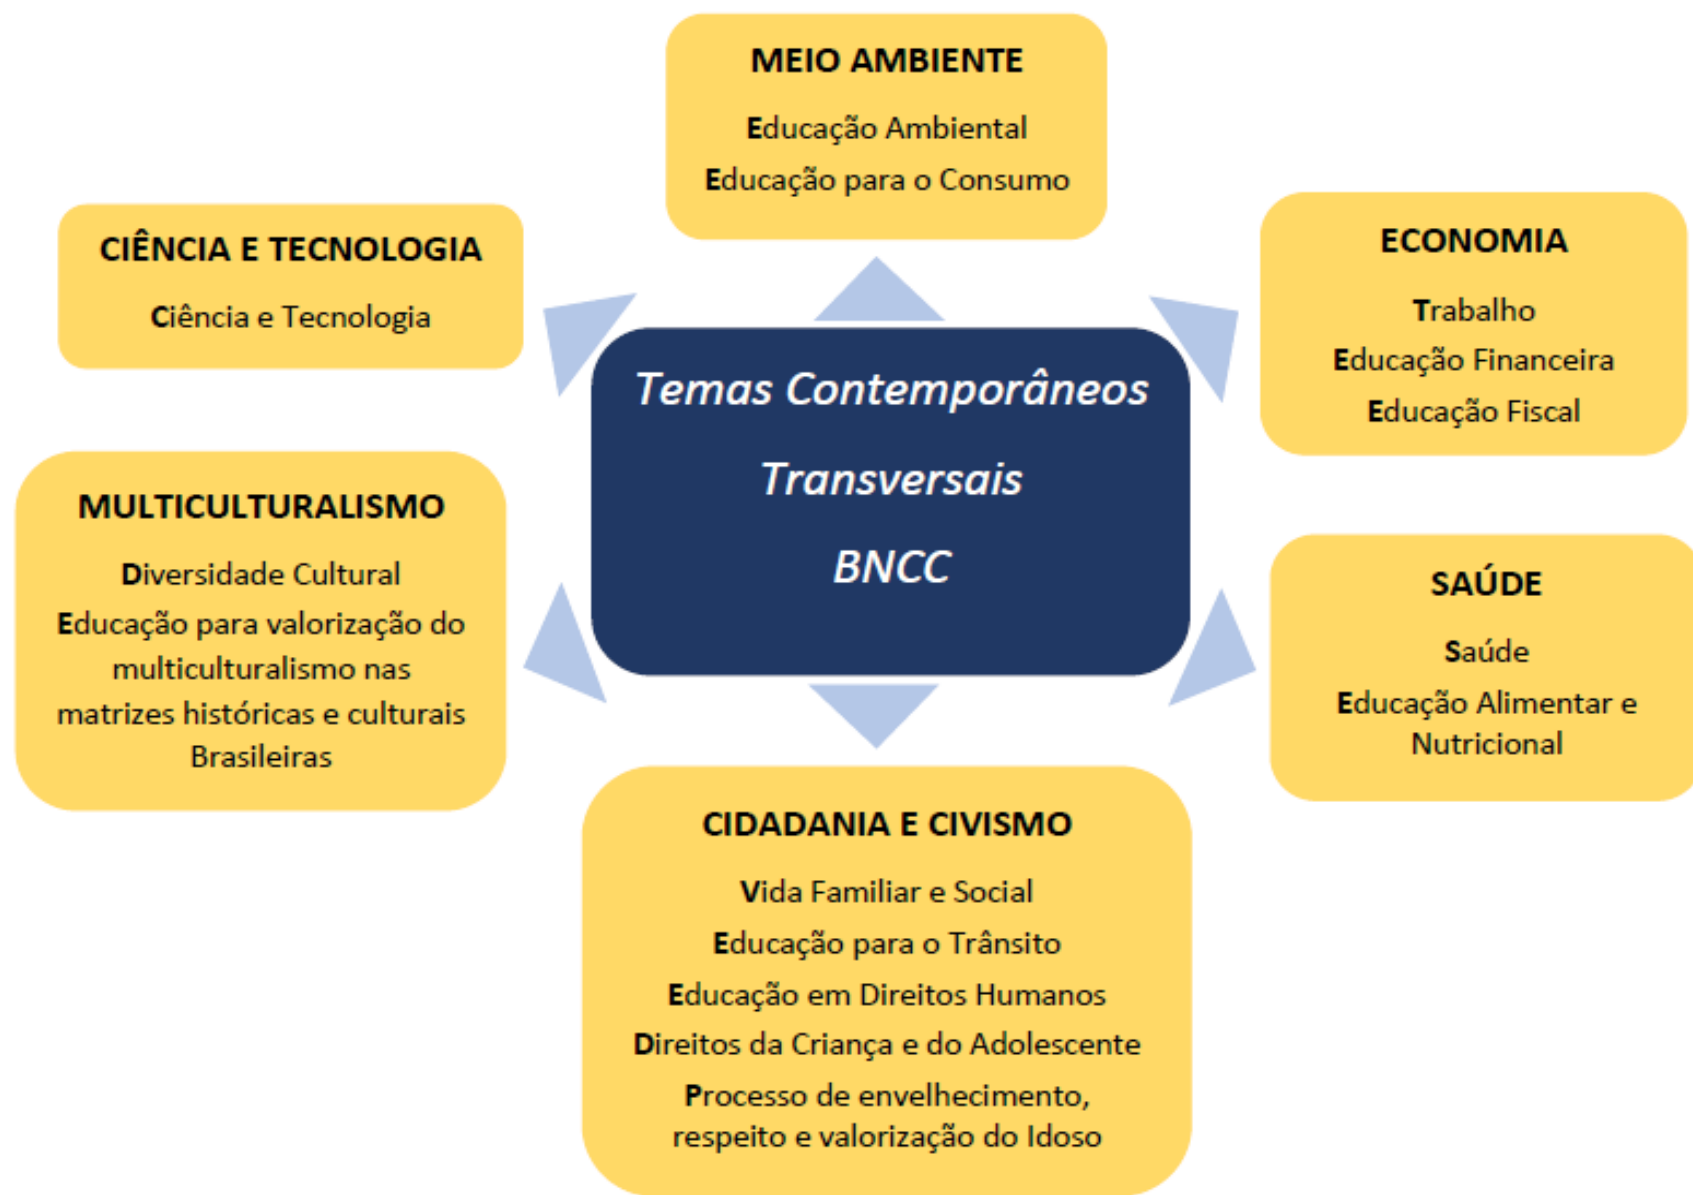 MEIO AMBIENTE
Educação Ambiental
Educação para o Consumo
CIÊNCIA E TECNOLOGIA
Ciência e Tecnologia
ECONOMIA
Trabalho
Educação Financeira
Educação Fiscal
Temas Contemporâneos
Transversais
BNCC
MULTICULTURALISMO
Diversidade Cultural
Educação para valorização do
multiculturalismo nas
matrizes históricas e culturais
Brasileiras
SAÚDE
Saúde
Educação Alimentar e
Nutricional
CIDADANIA E CIVISMO
Vida Familiar e Social
Educação para o Trânsito
Educação em Direitos Humanos
Direitos da Criança e do Adolescente
Processo de envelhecimento,
respeito e valorização do Idoso